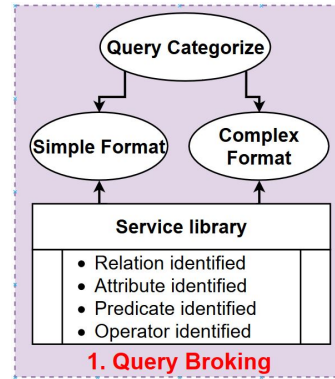 Query Categorize
Simple Format
Complex
Format
Service library
• Relation identified
• Attribute identified
• Predicate identified
• Operator identified
1. Query Broking